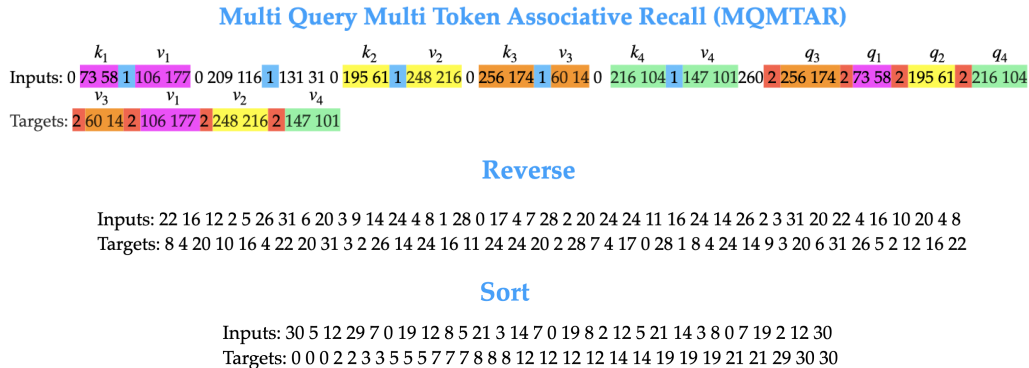 Multi Query Multi Token Associative Recall (MQMTAR)
k₁ v₁ k₂ v₂ k₃ v₃ k₄ v₄ q₃ q₁ q₂ q₄
Inputs: 0 73 58 1 106 177 0 209 116 1 131 31 0 195 61 1 248 216 0 256 174 1 60 14 0 216 104 1 147 101 260 2 256 174 2 73 58 2 195 61 2 216 104
v₃ v₁ v₂ v₄
Targets: 2 60 14 2 106 177 2 248 216 2 147 101
Reverse
Inputs: 22 16 12 2 5 26 31 6 20 3 9 14 24 4 8 1 28 0 17 4 7 28 2 20 24 24 11 16 24 14 26 2 3 31 20 22 4 16 10 20 4 8
Targets: 8 4 20 10 16 4 22 20 31 3 2 26 14 24 16 11 24 24 20 2 28 7 4 17 0 28 1 8 4 24 14 9 3 20 6 31 26 5 2 12 16 22
Sort
Inputs: 30 5 12 29 7 0 19 12 8 5 21 3 14 7 0 19 8 2 12 5 21 14 3 8 0 7 19 2 12 30
Targets: 0 0 0 2 2 3 3 5 5 5 7 7 7 8 8 8 12 12 12 12 14 14 19 19 19 21 21 29 30 30